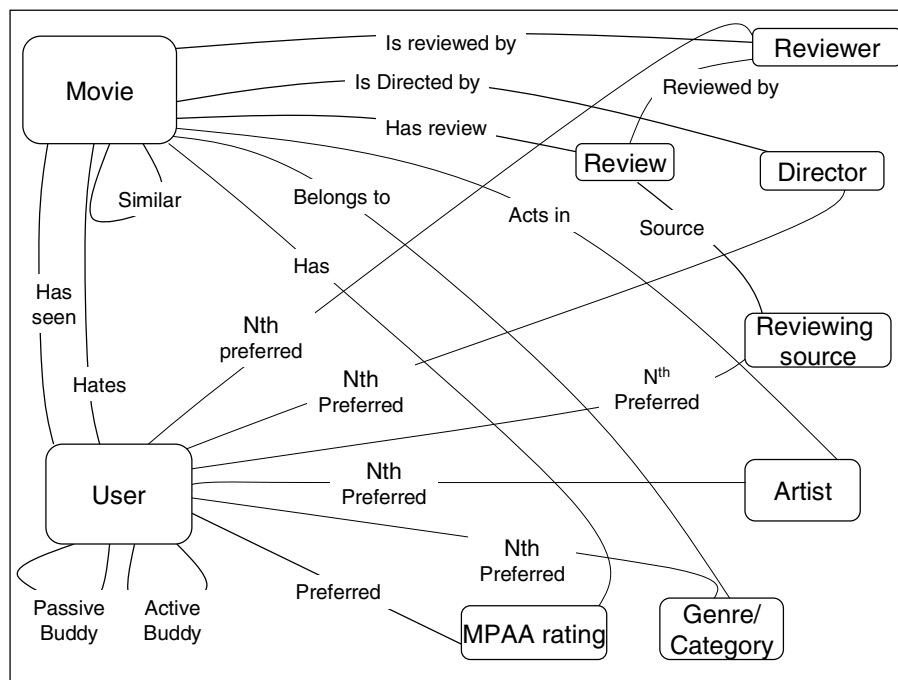 Is reviewed by
Reviewer
Movie
Is Directed by
Reviewed by
Has review
Review
Director
Similar
Belongs to
Acts in
Source
Has
Has
seen
Nth
preferred
Reviewing
source
Hates
Nth
Preferred
Nth
Preferred
User
Nth
Preferred
Artist
Nth
Preferred
Passive
Buddy
Active
Buddy
Preferred
MPAA rating
Genre/
Category